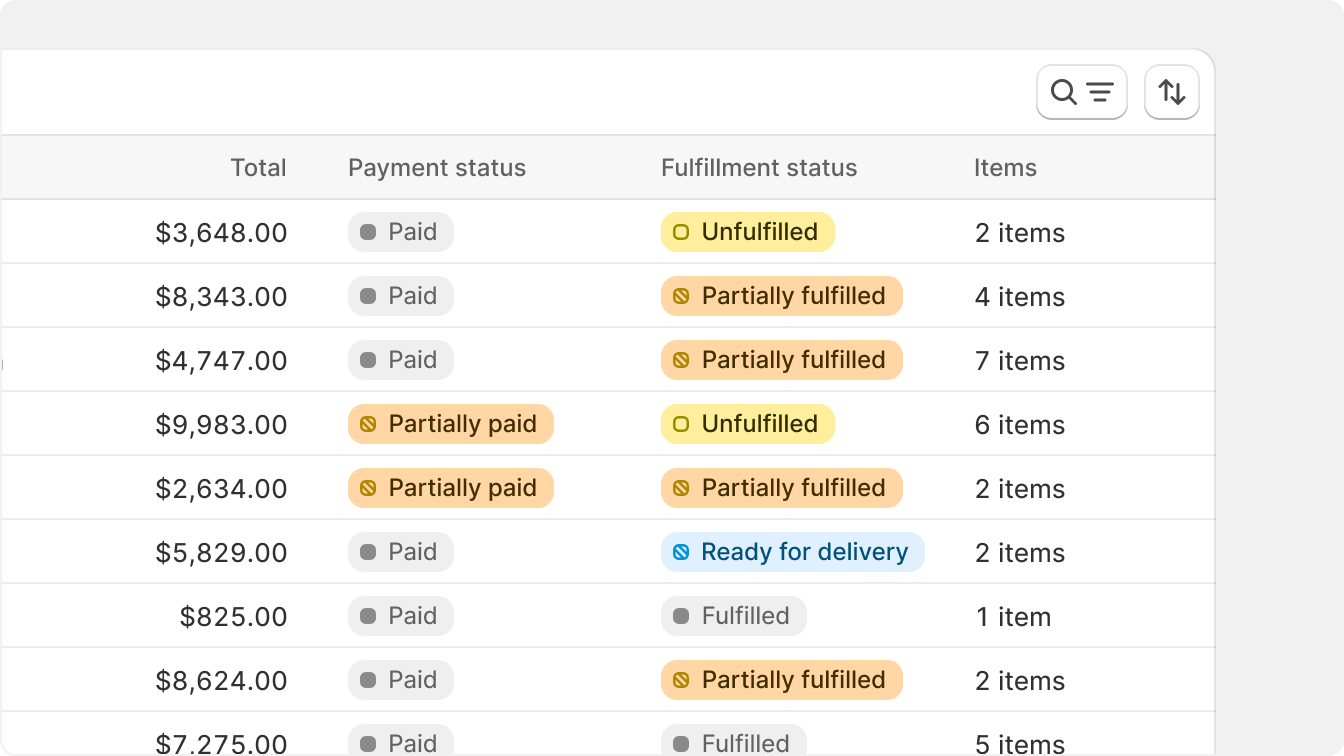 Total Payment status Fulfillment status Items
$3,648.00 Paid Unfulfilled 2 items
$8,343.00 Paid Partially fulfilled 4 items
$4,747.00 Paid Partially fulfilled 7 items
$9,983.00 Partially paid Unfulfilled 6 items
$2,634.00 Partially paid Partially fulfilled 2 items
$5,829.00 Paid Ready for delivery 2 items
$825.00 Paid Fulfilled 1 item
$8,624.00 Paid Partially fulfilled 2 items
$7,275.00 Paid Fulfilled 5 items